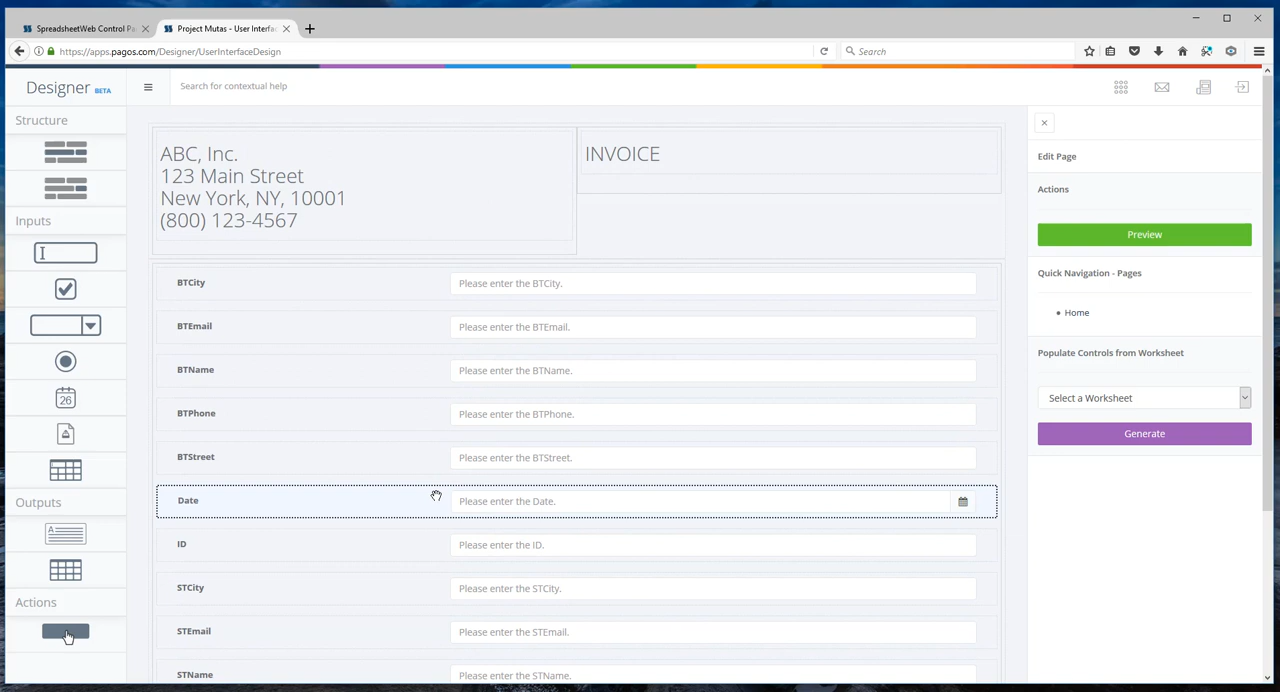 SpreadsheetWeb Control Pa
Project Mutas - User Interfac
https://apps.pagos.com/Designer/UserInterfaceDesign
Search
Designer BETA
Search for contextual help
Structure
Inputs
26
Outputs
A
Actions
ABC, Inc.
123 Main Street
New York, NY, 10001
(800) 123-4567
INVOICE
BTCity
Please enter the BTCity.
BTEmail
Please enter the BTEmail.
BTName
Please enter the BTName.
BTPhone
Please enter the BTPhone.
BTStreet
Please enter the BTStreet.
Date
Please enter the Date.
ID
Please enter the ID.
STCity
Please enter the STCity.
STEmail
Please enter the STEmail.
STName
Please enter the STName.
Edit Page
Actions
Preview
Quick Navigation - Pages
Home
Populate Controls from Worksheet
Select a Worksheet
Generate